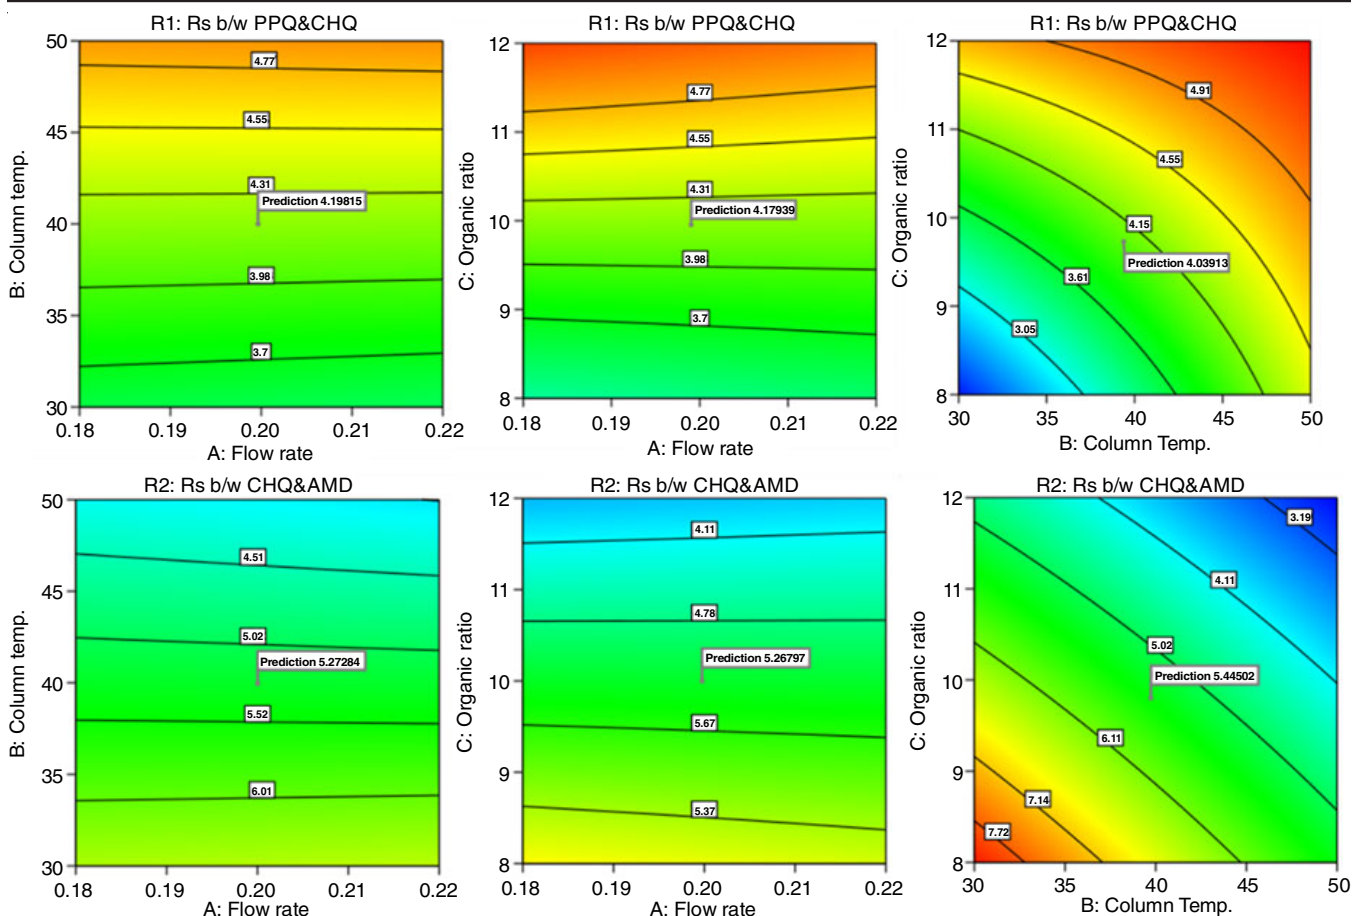 R1: Rs b/w PPQ&CHQ
B: Column temp.
50
45
40
35
30
4.77
4.55
4.31
Prediction 4.19815
3.98
3.7
0.18 0.19 0.20 0.21 0.22
A: Flow rate
R1: Rs b/w PPQ&CHQ
C: Organic ratio
12
11
10
9
8
4.77
4.55
4.31
Prediction 4.17939
3.98
3.7
0.18 0.19 0.20 0.21 0.22
A: Flow rate
R1: Rs b/w PPQ&CHQ
C: Organic ratio
12
11
10
9
8
4.91
4.55
4.15
Prediction 4.03913
3.61
3.05
30 35 40 45 50
B: Column Temp.
R2: Rs b/w CHQ&AMD
B: Column temp.
50
45
40
35
30
4.51
5.02
Prediction 5.27284
5.52
6.01
0.18 0.19 0.20 0.21 0.22
A: Flow rate
R2: Rs b/w CHQ&AMD
C: Organic ratio
12
11
10
9
8
4.11
4.78
Prediction 5.26797
5.67
5.37
0.18 0.19 0.20 0.21 0.22
A: Flow rate
R2: Rs b/w CHQ&AMD
C: Organic ratio
12
11
10
9
8
3.19
4.11
5.02
Prediction 5.44502
6.11
7.14
7.72
30 35 40 45 50
B: Column Temp.